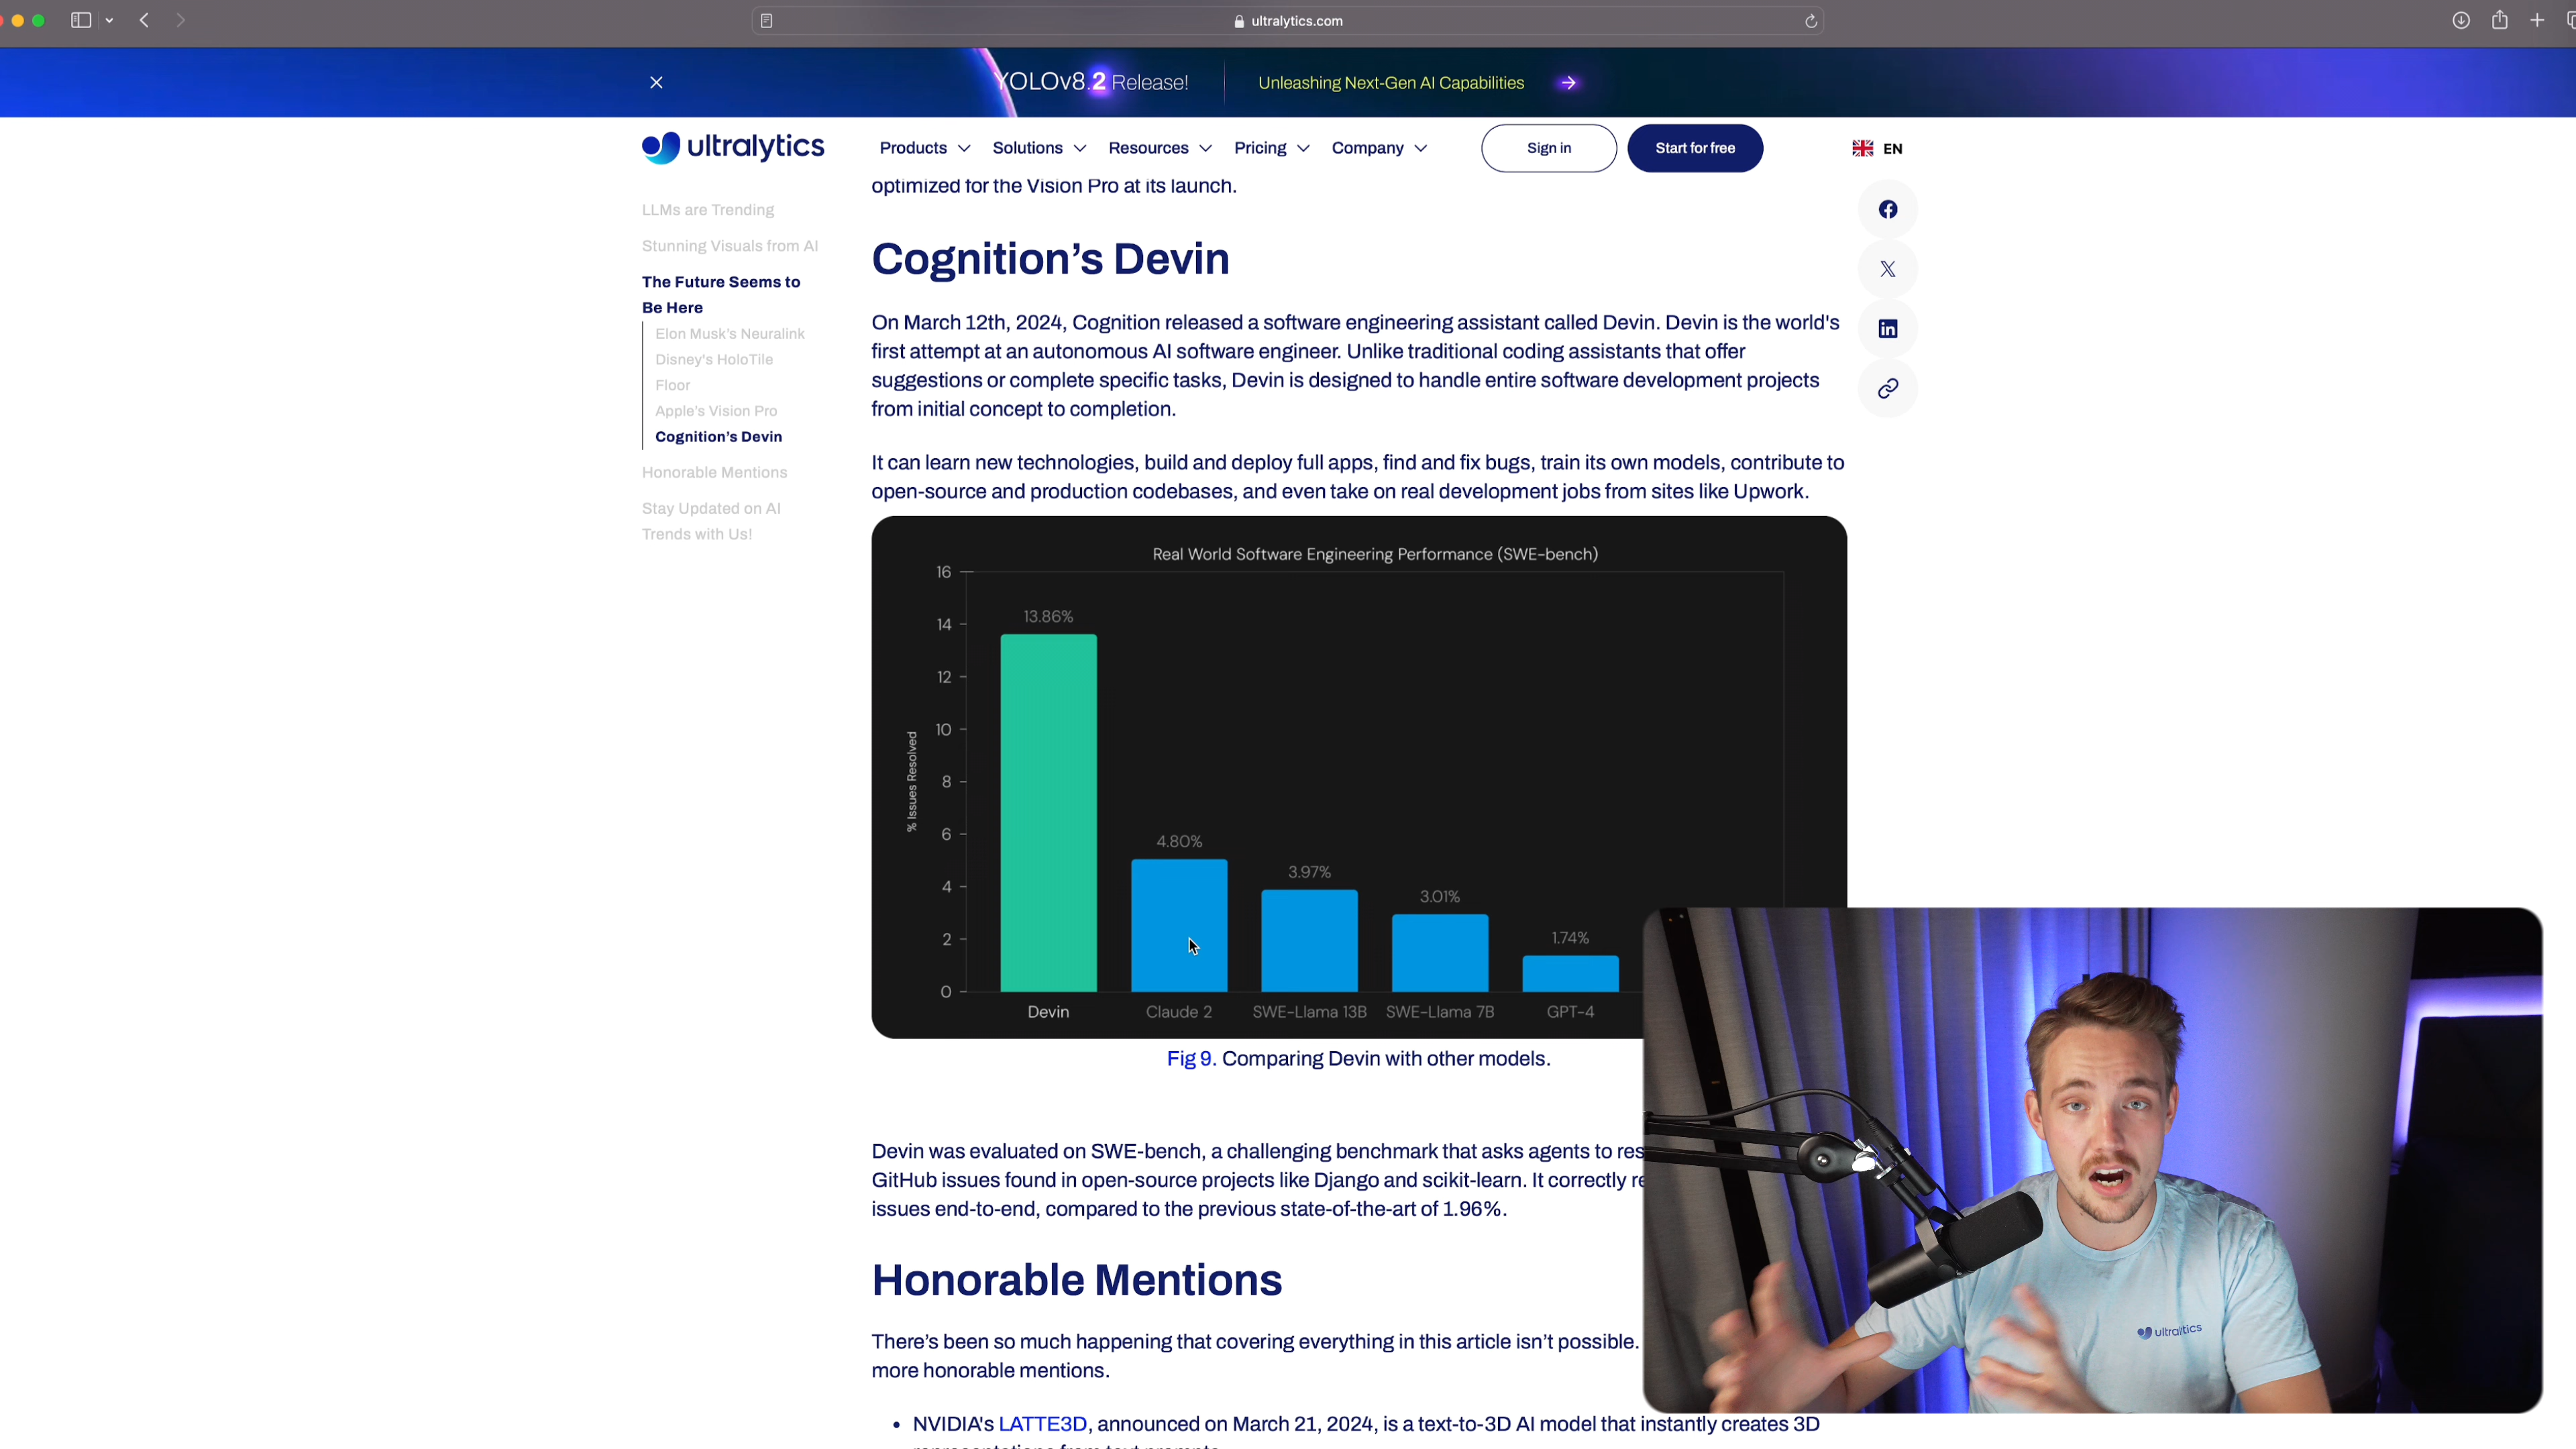 ultralytics.com
YOLOv8.2 Release!
Unleashing Next-Gen AI Capabilities
ultralytics
Products
Solutions
Resources
Pricing
Company
Sign in
Start for free
EN
LLMs are Trending
Stunning Visuals from AI
The Future Seems to
Be Here
Elon Musk's Neuralink
Disney's HoloTile
Floor
Apple's Vision Pro
Cognition's Devin
Honorable Mentions
Stay Updated on AI
Trends with Us!
optimized for the Vision Pro at its launch.
Cognition’s Devin
On March 12th, 2024, Cognition released a software engineering assistant called Devin. Devin is the world's
first attempt at an autonomous AI software engineer. Unlike traditional coding assistants that offer
suggestions or complete specific tasks, Devin is designed to handle entire software development projects
from initial concept to completion.
It can learn new technologies, build and deploy full apps, find and fix bugs, train its own models, contribute to
open-source and production codebases, and even take on real development jobs from sites like Upwork.
Real World Software Engineering Performance (SWE-bench)
% Issues Resolved
16
14
12
10
8
6
4
2
0
13.86%
4.80%
3.97%
3.01%
1.74%
Devin
Claude 2
SWE-Llama 13B
SWE-Llama 7B
GPT-4
Fig 9. Comparing Devin with other models.
Devin was evaluated on SWE-bench, a challenging benchmark that asks agents to
GitHub issues found in open-source projects like Django and scikit-learn. It correctly
issues end-to-end, compared to the previous state-of-the-art of 1.96%.
Honorable Mentions
There’s been so much happening that covering everything in this article isn’t possible.
more honorable mentions.
• NVIDIA's LATTE3D, announced on March 21, 2024, is a text-to-3D AI model that instantly creates 3D
ultralytics